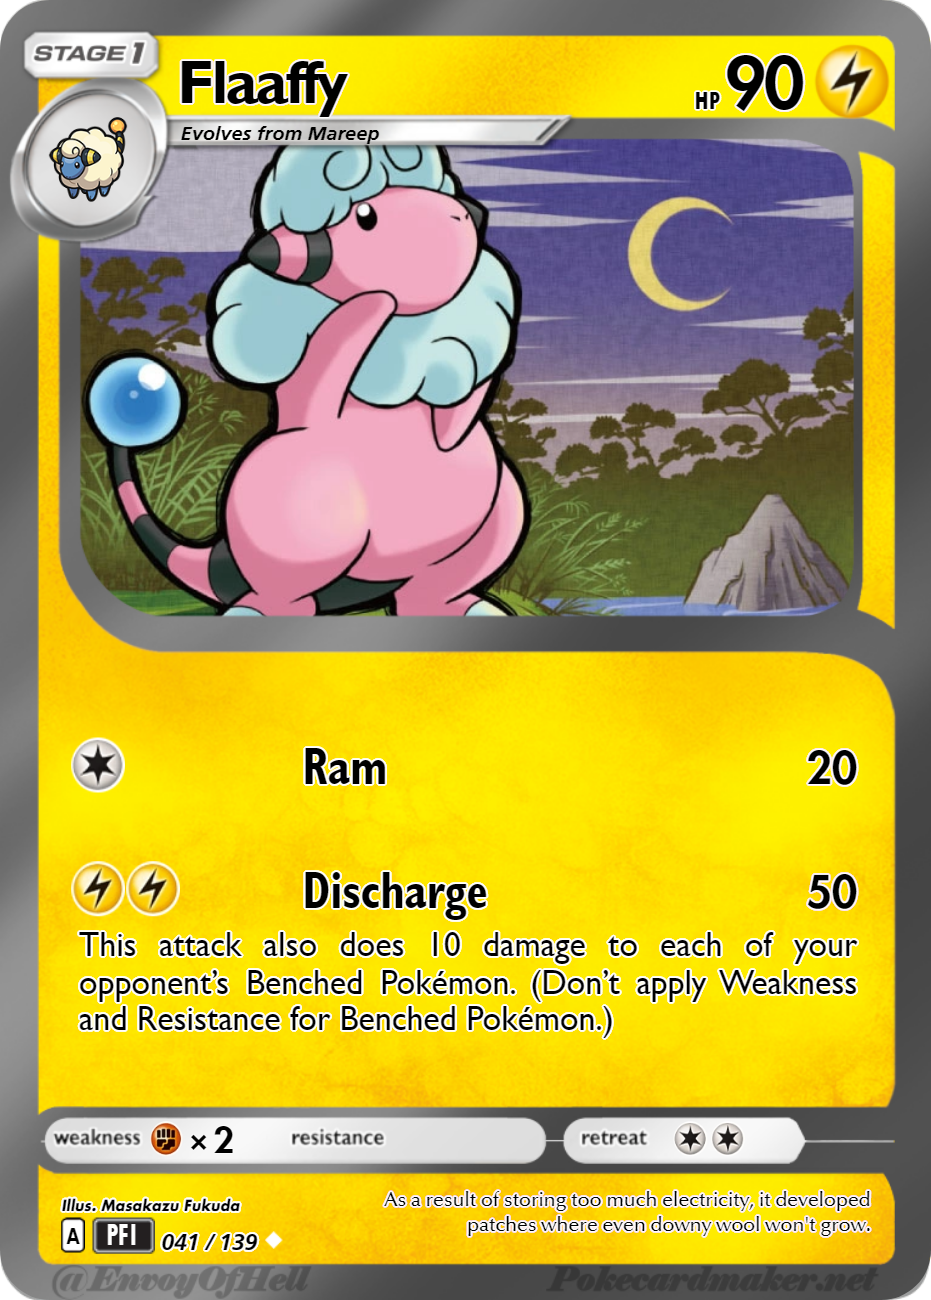 STAGE 1
Flaaffy
HP 90
Evolves from Mareep
Ram 20
Discharge 50
This attack also does 10 damage to each of your
opponent's Benched Pokémon. (Don't apply Weakness
and Resistance for Benched Pokémon.)
weakness × 2 resistance retreat
Illus. Masakazu Fukuda
As a result of storing too much electricity, it developed
patches where even downy wool won't grow.
A PFI 041 / 139
@EnvoyOfHell Pokecardmaker.net